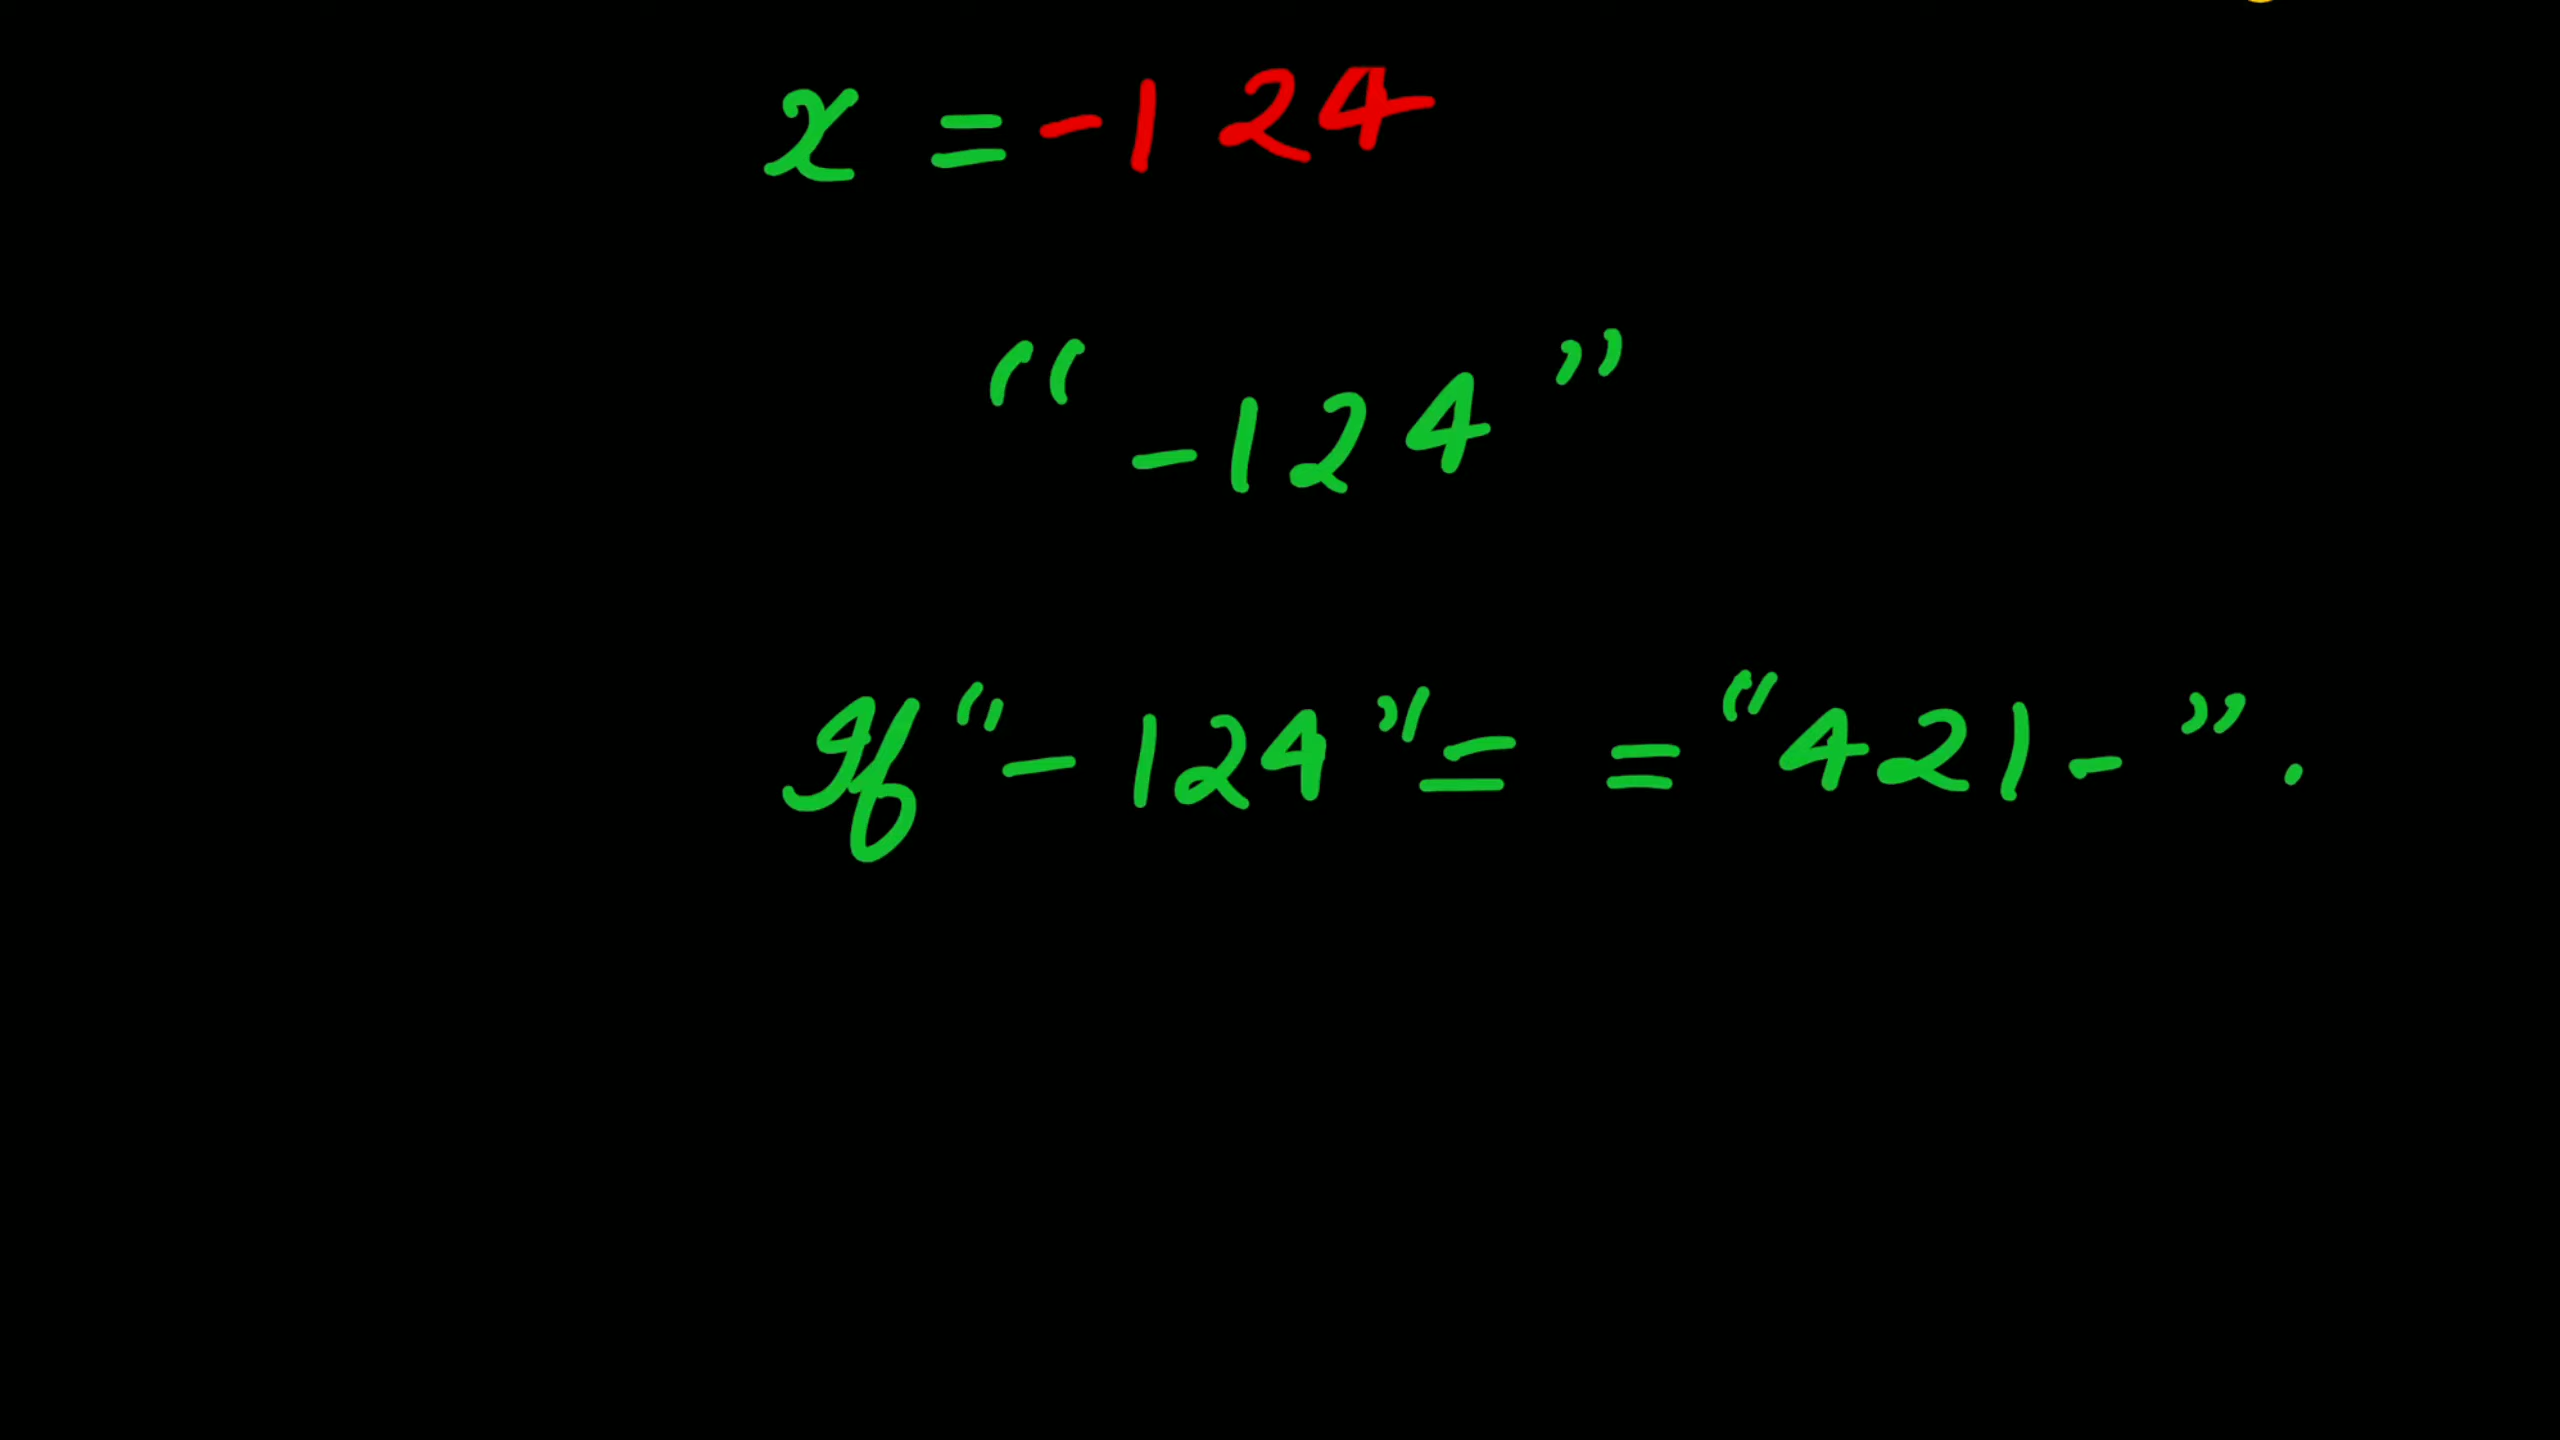 x = -124
“ -124 ”
If “-124” = = “421-” .